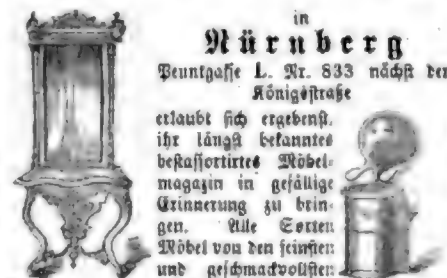 in
Nürnberg
Peuntgasse L. Nr. 833 nächst der
Königsstraße
erlaubt sich ergebenst,
ihr längst bekanntes
bestassortirtes Möbel-
magazin in gefällige
Erinnerung zu brin-
gen. Alle Sorten
Möbel von den feinsten
und geschmackvollsten